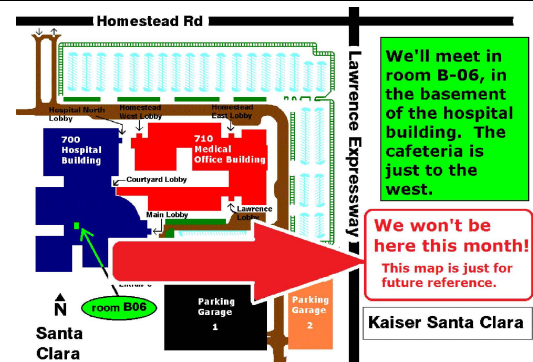 Homestead Rd
We'll meet in
room B-06, in
the basement
of the hospital
building.  The
cafeteria is
just to the
west.
Lawrence Expressway
Hospital North
Lobby
Homestead
West Lobby
Homestead
East Lobby
700
Hospital
Building
710
Medical
Office Building
Courtyard Lobby
Main Lobby
Lawrence
We won't be
here this month!
This map is just for
future reference.
room B06
N
Santa
Clara
Parking
Garage
1
Parking
Garage
2
Kaiser Santa Clara